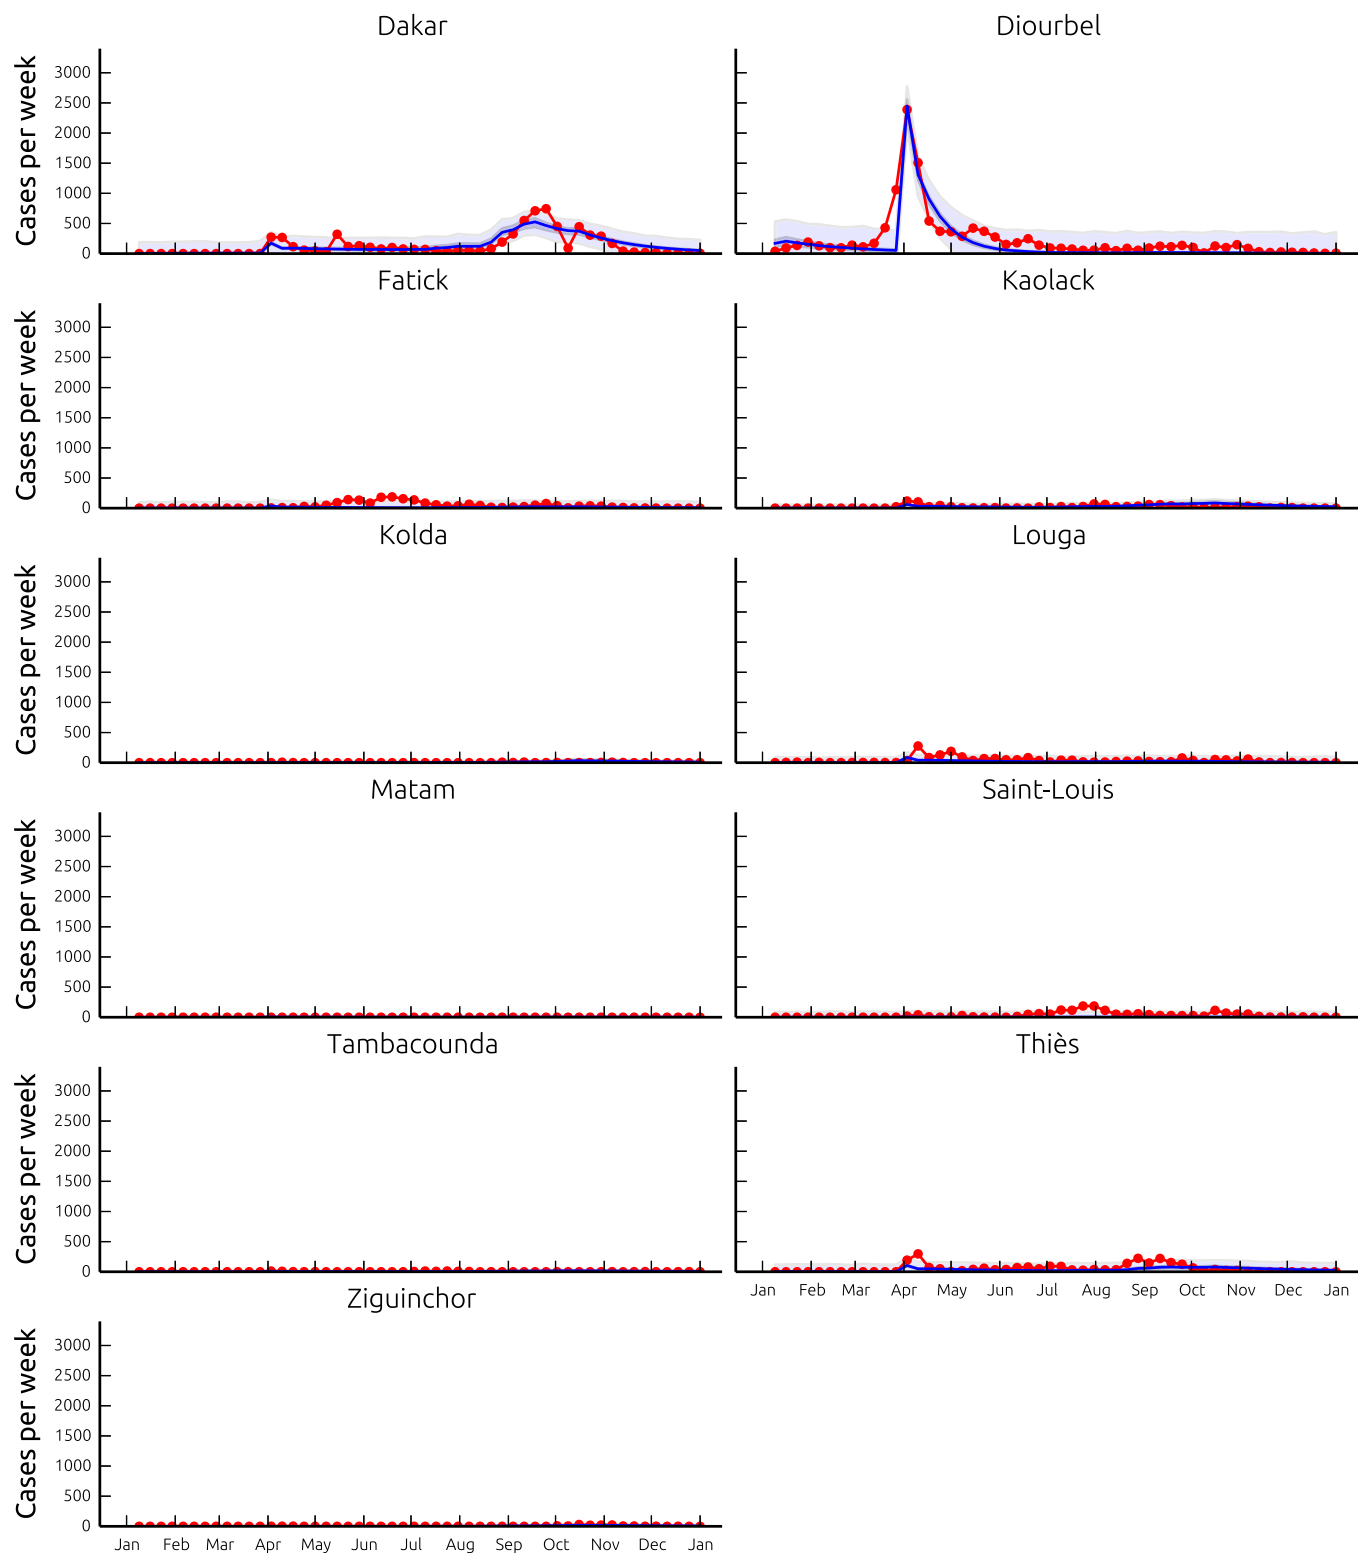 Dakar
Diourbel
Cases per week
3000
2500
2000
1500
1000
500
0
Fatick
Kaolack
Cases per week
3000
2500
2000
1500
1000
500
0
Kolda
Louga
Cases per week
3000
2500
2000
1500
1000
500
0
Matam
Saint-Louis
Cases per week
3000
2500
2000
1500
1000
500
0
Tambacounda
Thiès
Cases per week
3000
2500
2000
1500
1000
500
0
Jan Feb Mar Apr May Jun Jul Aug Sep Oct Nov Dec Jan
Ziguinchor
Cases per week
3000
2500
2000
1500
1000
500
0
Jan Feb Mar Apr May Jun Jul Aug Sep Oct Nov Dec Jan